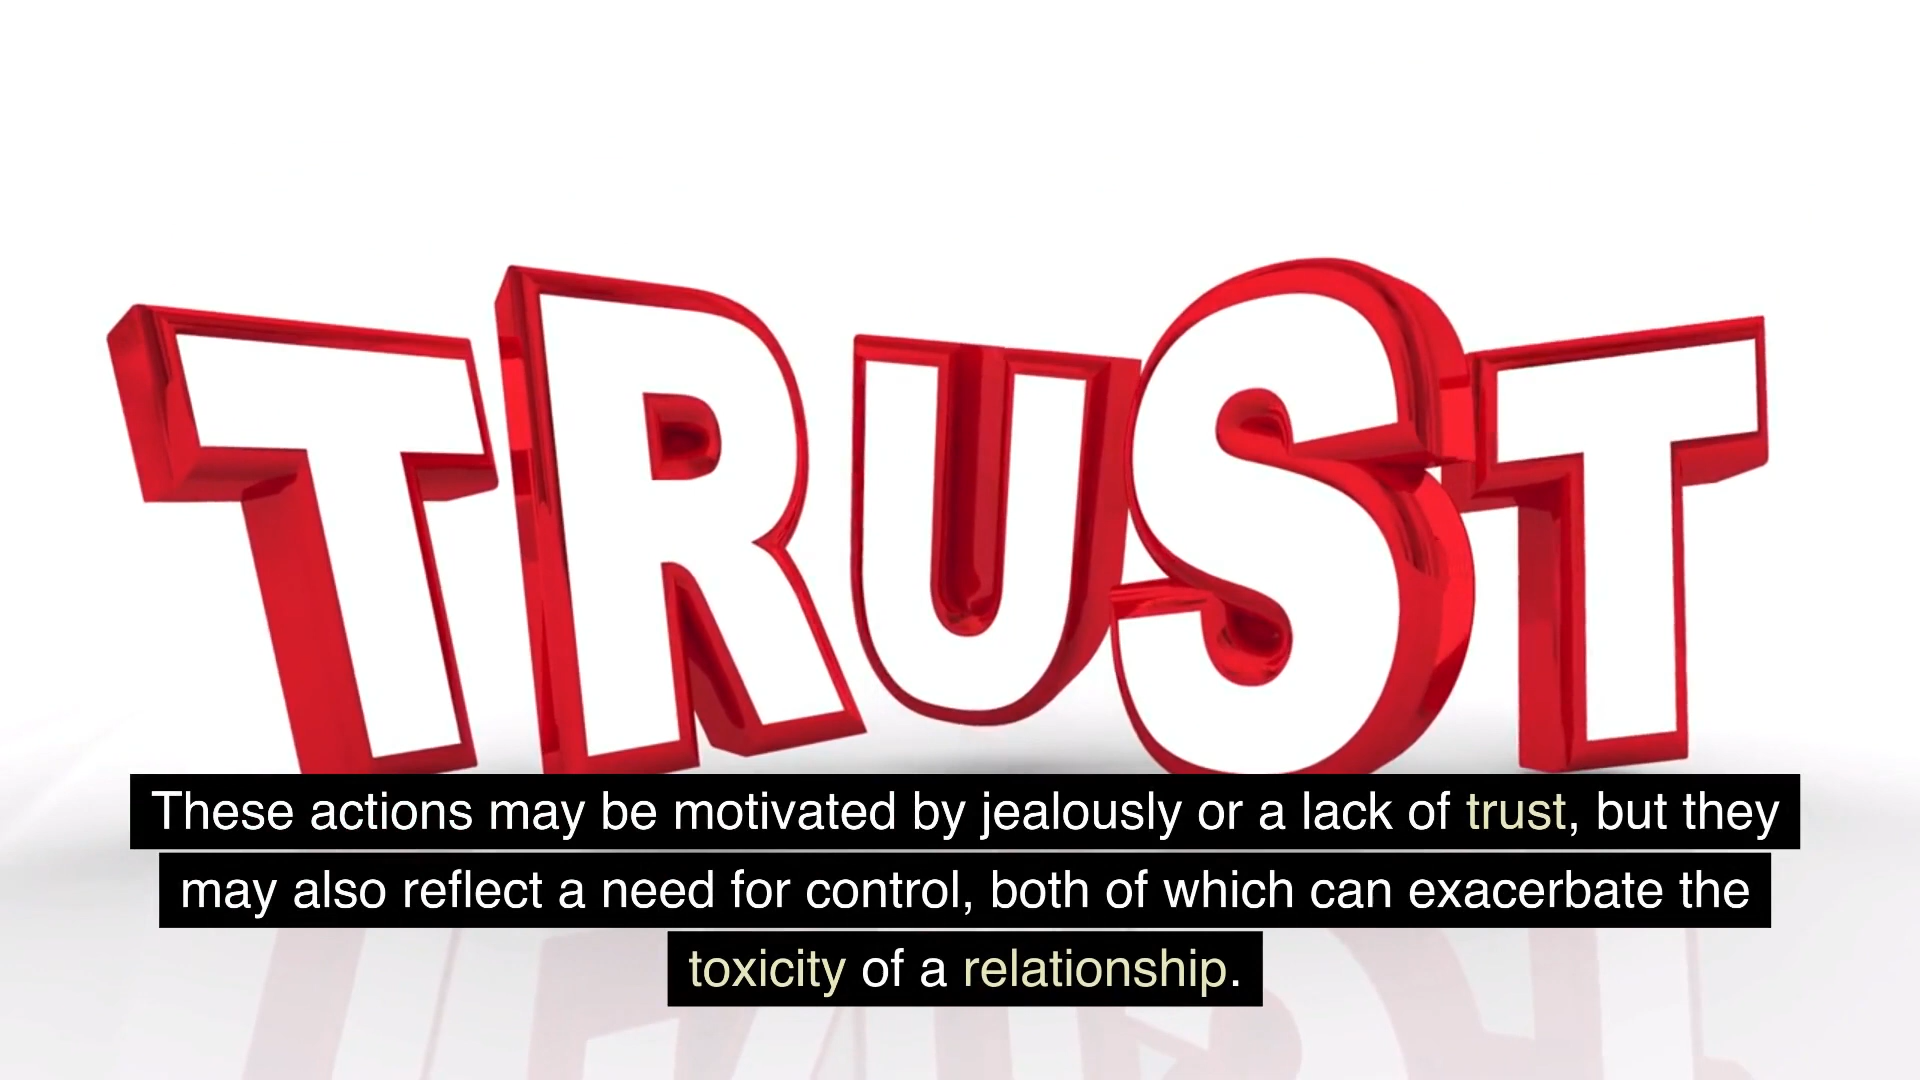 TRUST
These actions may be motivated by jealously or a lack of trust, but they
may also reflect a need for control, both of which can exacerbate the
toxicity of a relationship.